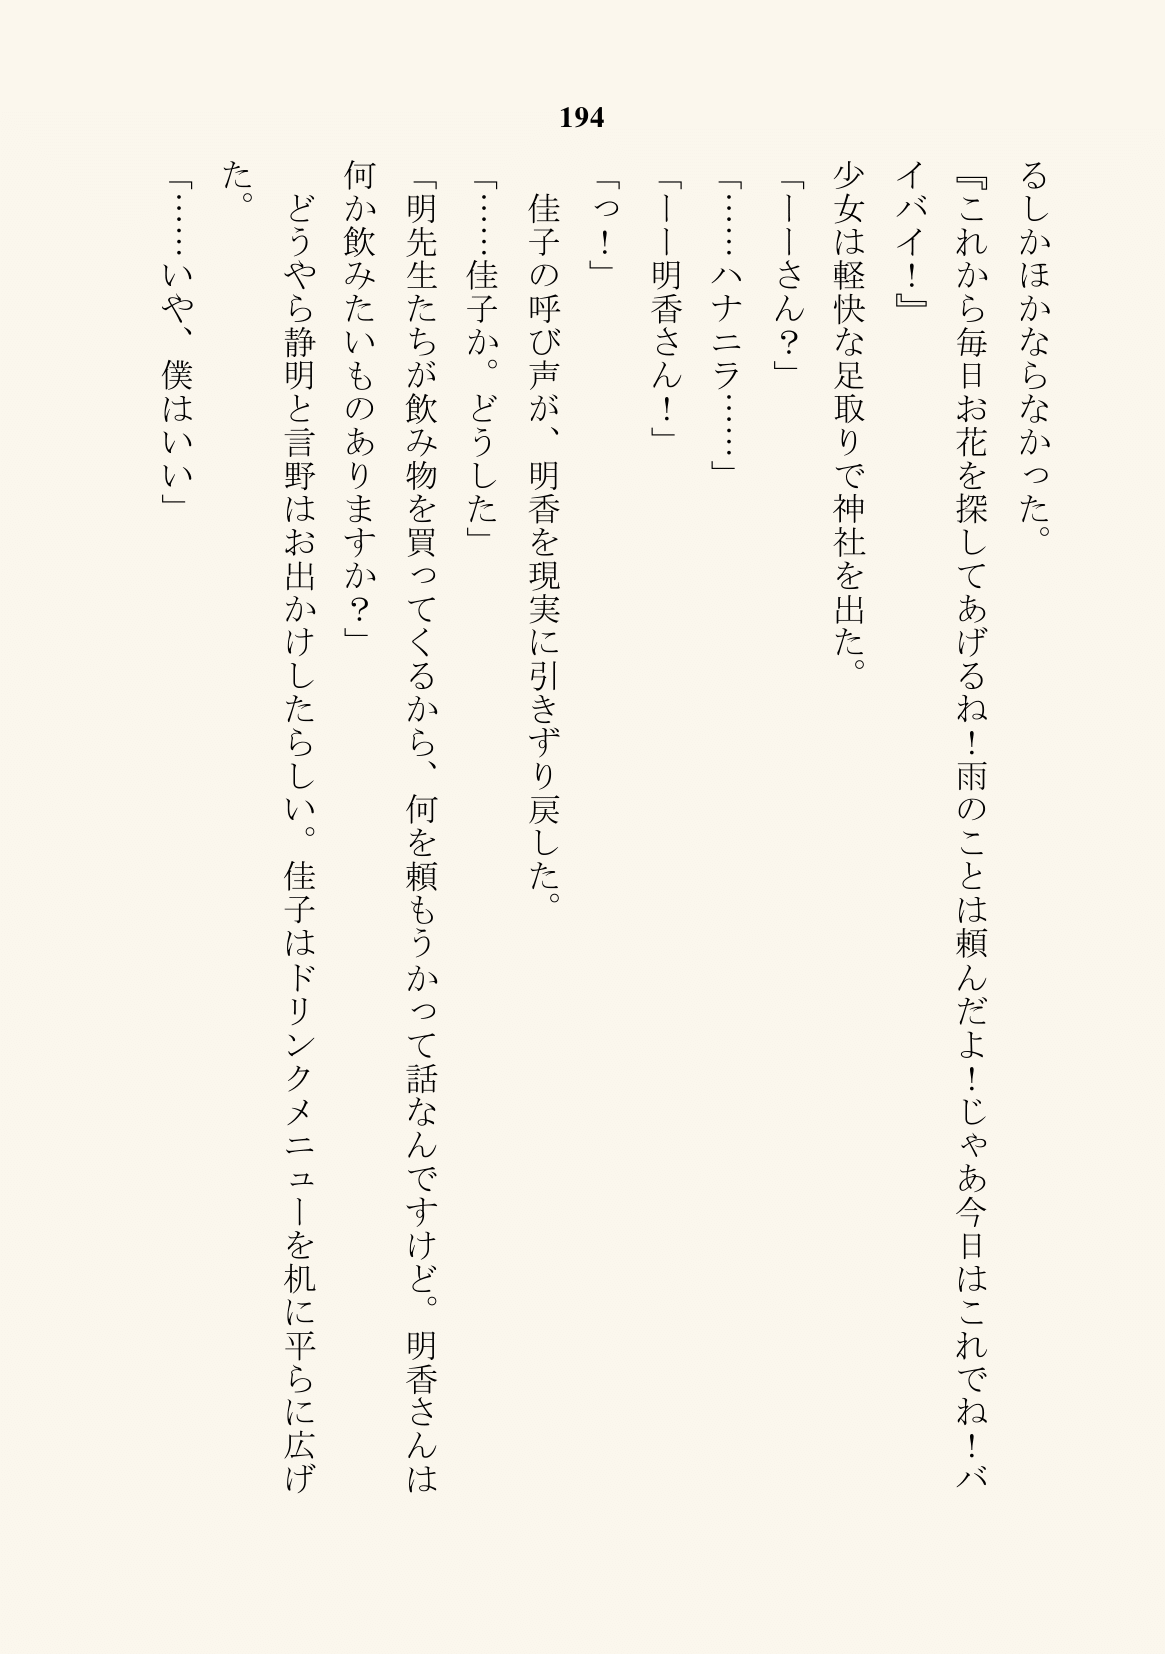 194
るしかほかならなかった。
『これから毎日お花を探してあげるね！雨のことは頼んだよ！じゃあ今日はこれでね！バ
イバイ！』
少女は軽快な足取りで神社を出た。
「ーーさん？」
「……ハナニラ……」
「ーー明香さん！」
「っ！」
　佳子の呼び声が、明香を現実に引きずり戻した。
「……佳子か。どうした」
「明先生たちが飲み物を買ってくるから、何を頼もうかって話なんですけど。明香さんは
何か飲みたいものありますか？」
　どうやら静明と言野はお出かけしたらしい。佳子はドリンクメニューを机に平らに広げ
た。
「……いや、僕はいい」